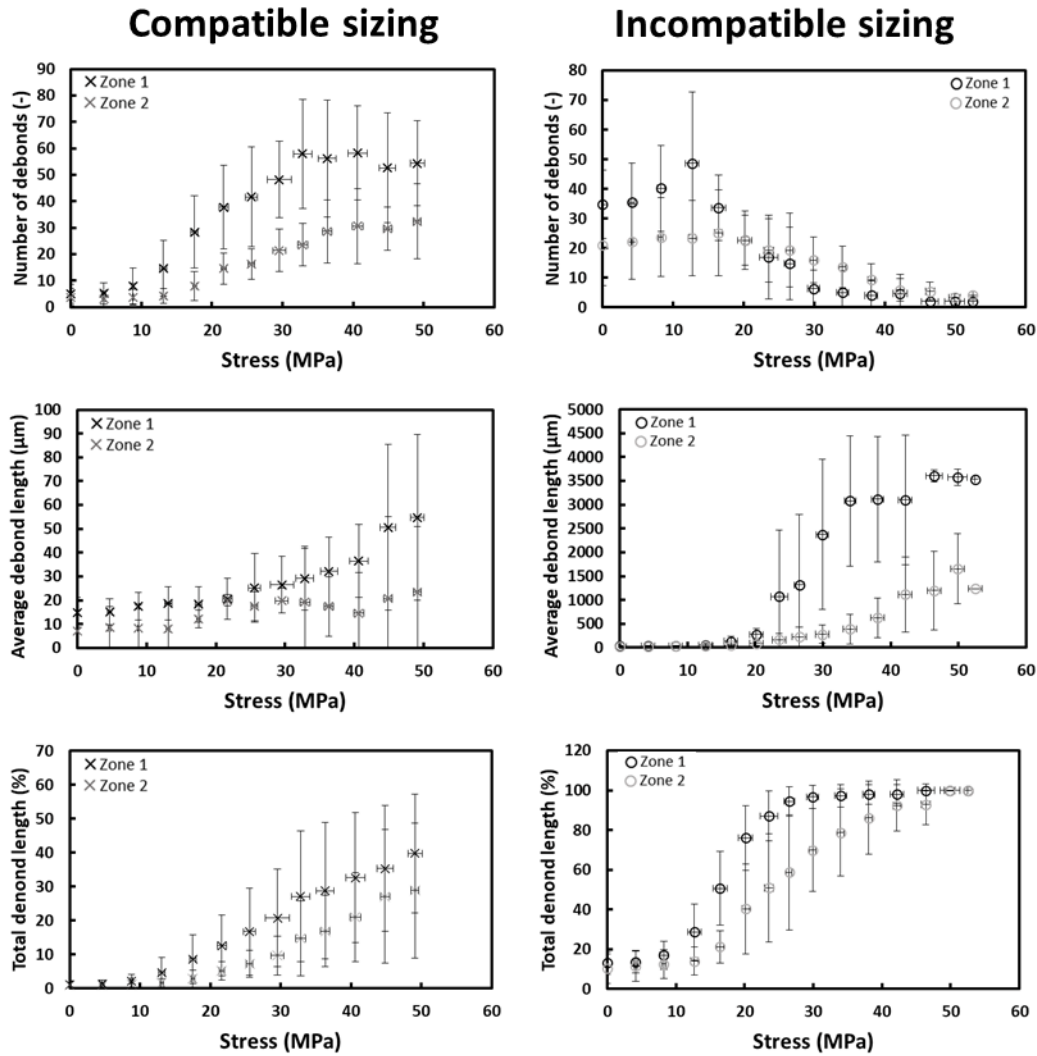 Compatible sizing
Incompatible sizing
Number of debonds (-)
90
80
70
60
50
40
30
20
10
0
Zone 1
Zone 2
0 10 20 30 40 50 60
Stress (MPa)
Number of debonds (-)
80
70
60
50
40
30
20
10
0
Zone 1
Zone 2
0 10 20 30 40 50 60
Stress (MPa)
Average debond length (μm)
100
90
80
70
60
50
40
30
20
10
0
Zone 1
Zone 2
0 10 20 30 40 50 60
Stress (MPa)
Average debond length (μm)
5000
4500
4000
3500
3000
2500
2000
1500
1000
500
0
Zone 1
Zone 2
0 10 20 30 40 50 60
Stress (MPa)
Total debond length (%)
70
60
50
40
30
20
10
0
Zone 1
Zone 2
0 10 20 30 40 50 60
Stress (MPa)
Total denond length (%)
120
100
80
60
40
20
0
Zone 1
Zone 2
0 10 20 30 40 50 60
Stress (MPa)